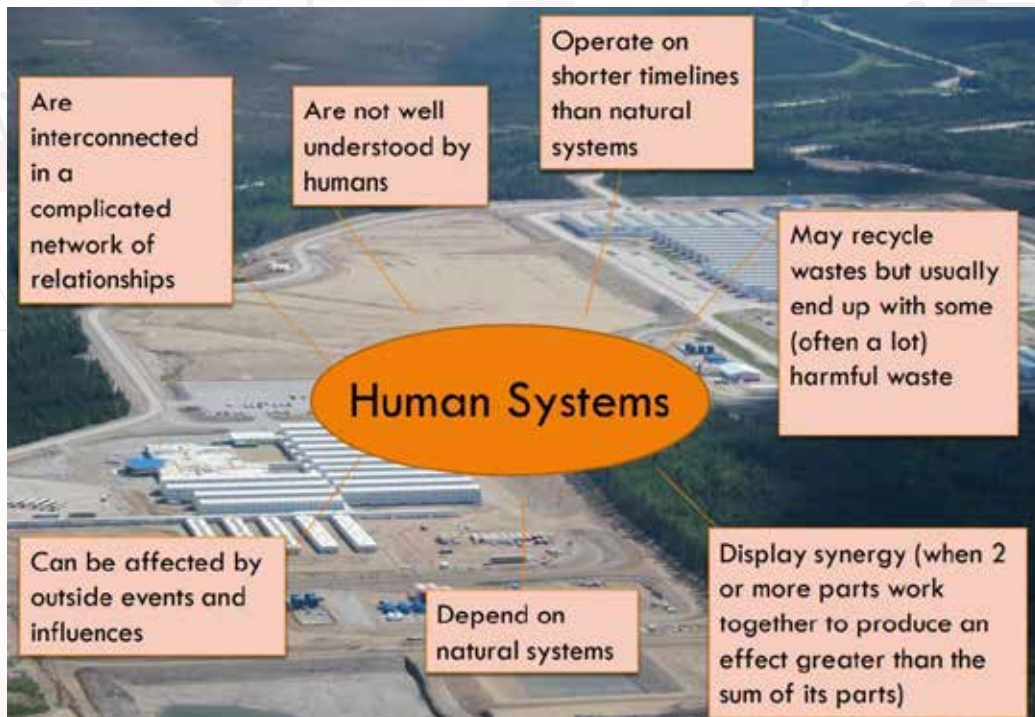 Are
interconnected
in a
complicated
network of
relationships
Are not well
understood by
humans
Operate on
shorter timelines
than natural
systems
May recycle
wastes but usually
end up with some
(often a lot)
harmful waste
Human Systems
Can be affected by
outside events and
influences
Depend on
natural systems
Display synergy (when 2
or more parts work
together to produce an
effect greater than the
sum of its parts)